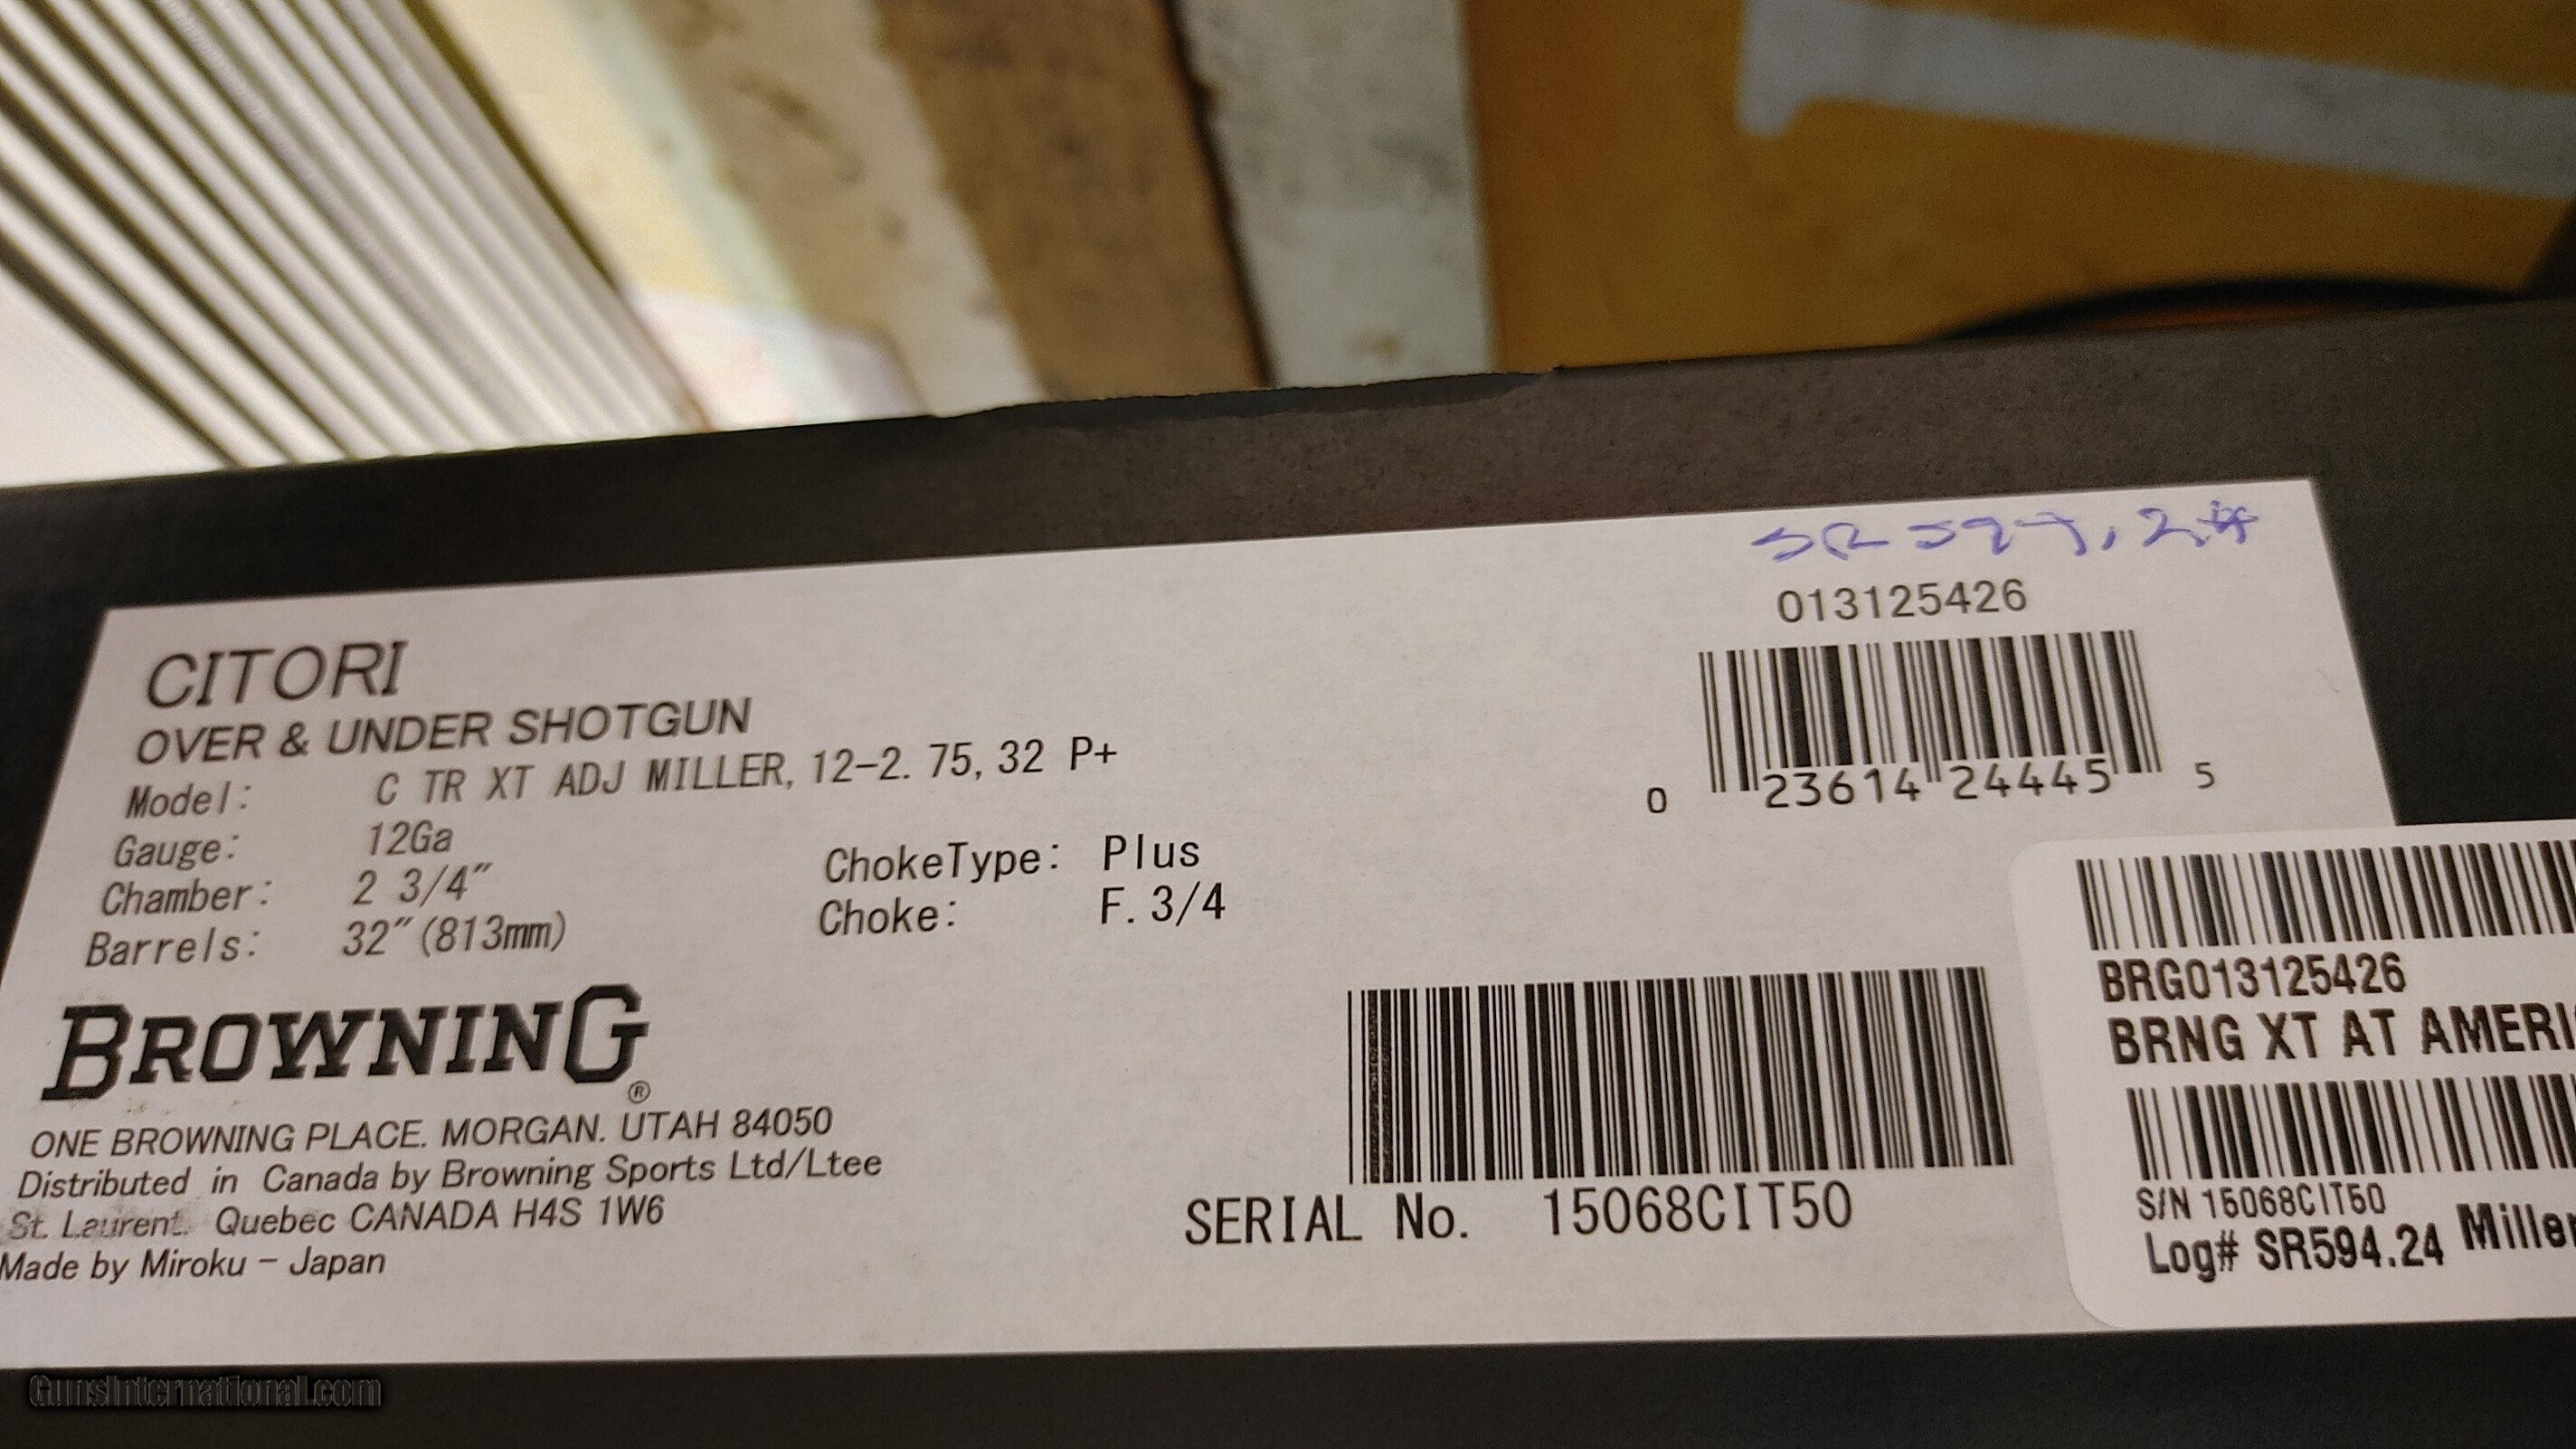 013125426
CITORI
OVER & UNDER SHOTGUN
Model: C TR XT ADJ MILLER, 12-2. 75, 32 P+
Gauge: 12Ga
Chamber: 2 3/4"
Barrels: 32"(813mm)
ChokeType: Plus
Choke: F. 3/4
0 23614 24445 5
BROWNING®
ONE BROWNING PLACE. MORGAN. UTAH 84050
Distributed in Canada by Browning Sports Ltd/Ltee
St. Laurent. Quebec CANADA H4S 1W6
Made by Miroku - Japan
SERIAL No. 15068CIT50
BRG013125426
BRNG XT AT AMERI
S/N 15068CIT50
Log# SR594.24 Miller
GunsInternational.com